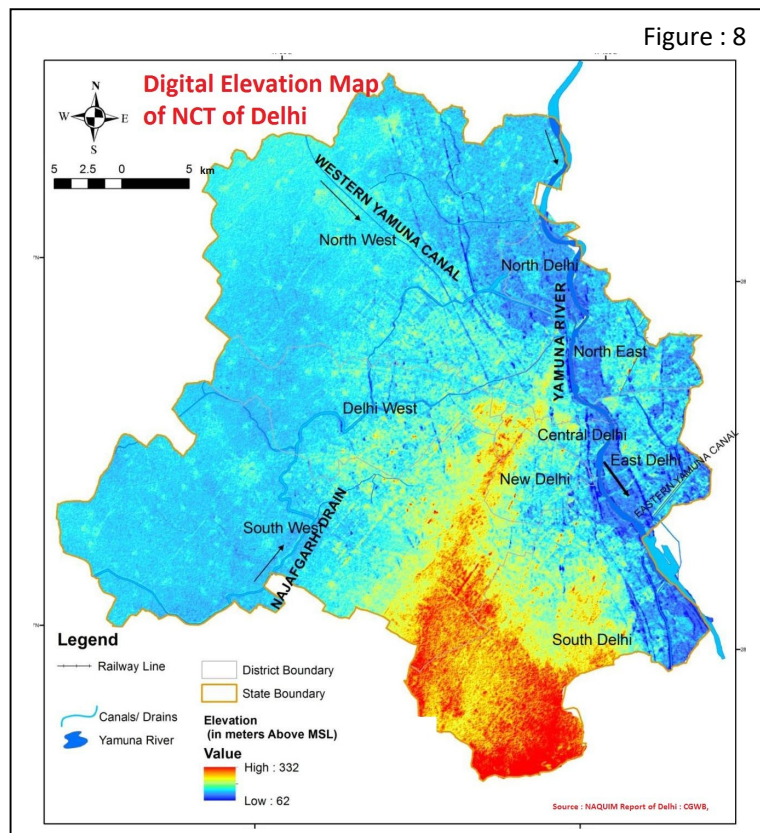 Figure : 8
Digital Elevation Map
of NCT of Delhi
N
W
E
S
5 2.5 0 5 km
WESTERN YAMUNA CANAL
North West
North Delhi
YAMUNA RIVER
North East
Delhi West
Central Delhi
East Delhi
New Delhi
EASTERN YAMUNA CANAL
South West
NAJAFGARH DRAIN
South Delhi
Legend
Railway Line
District Boundary
State Boundary
Canals/ Drains
Yamuna River
Elevation
(in meters Above MSL)
Value
High : 332
Low : 62
Source : NAQUIM Report of Delhi : CGWB,